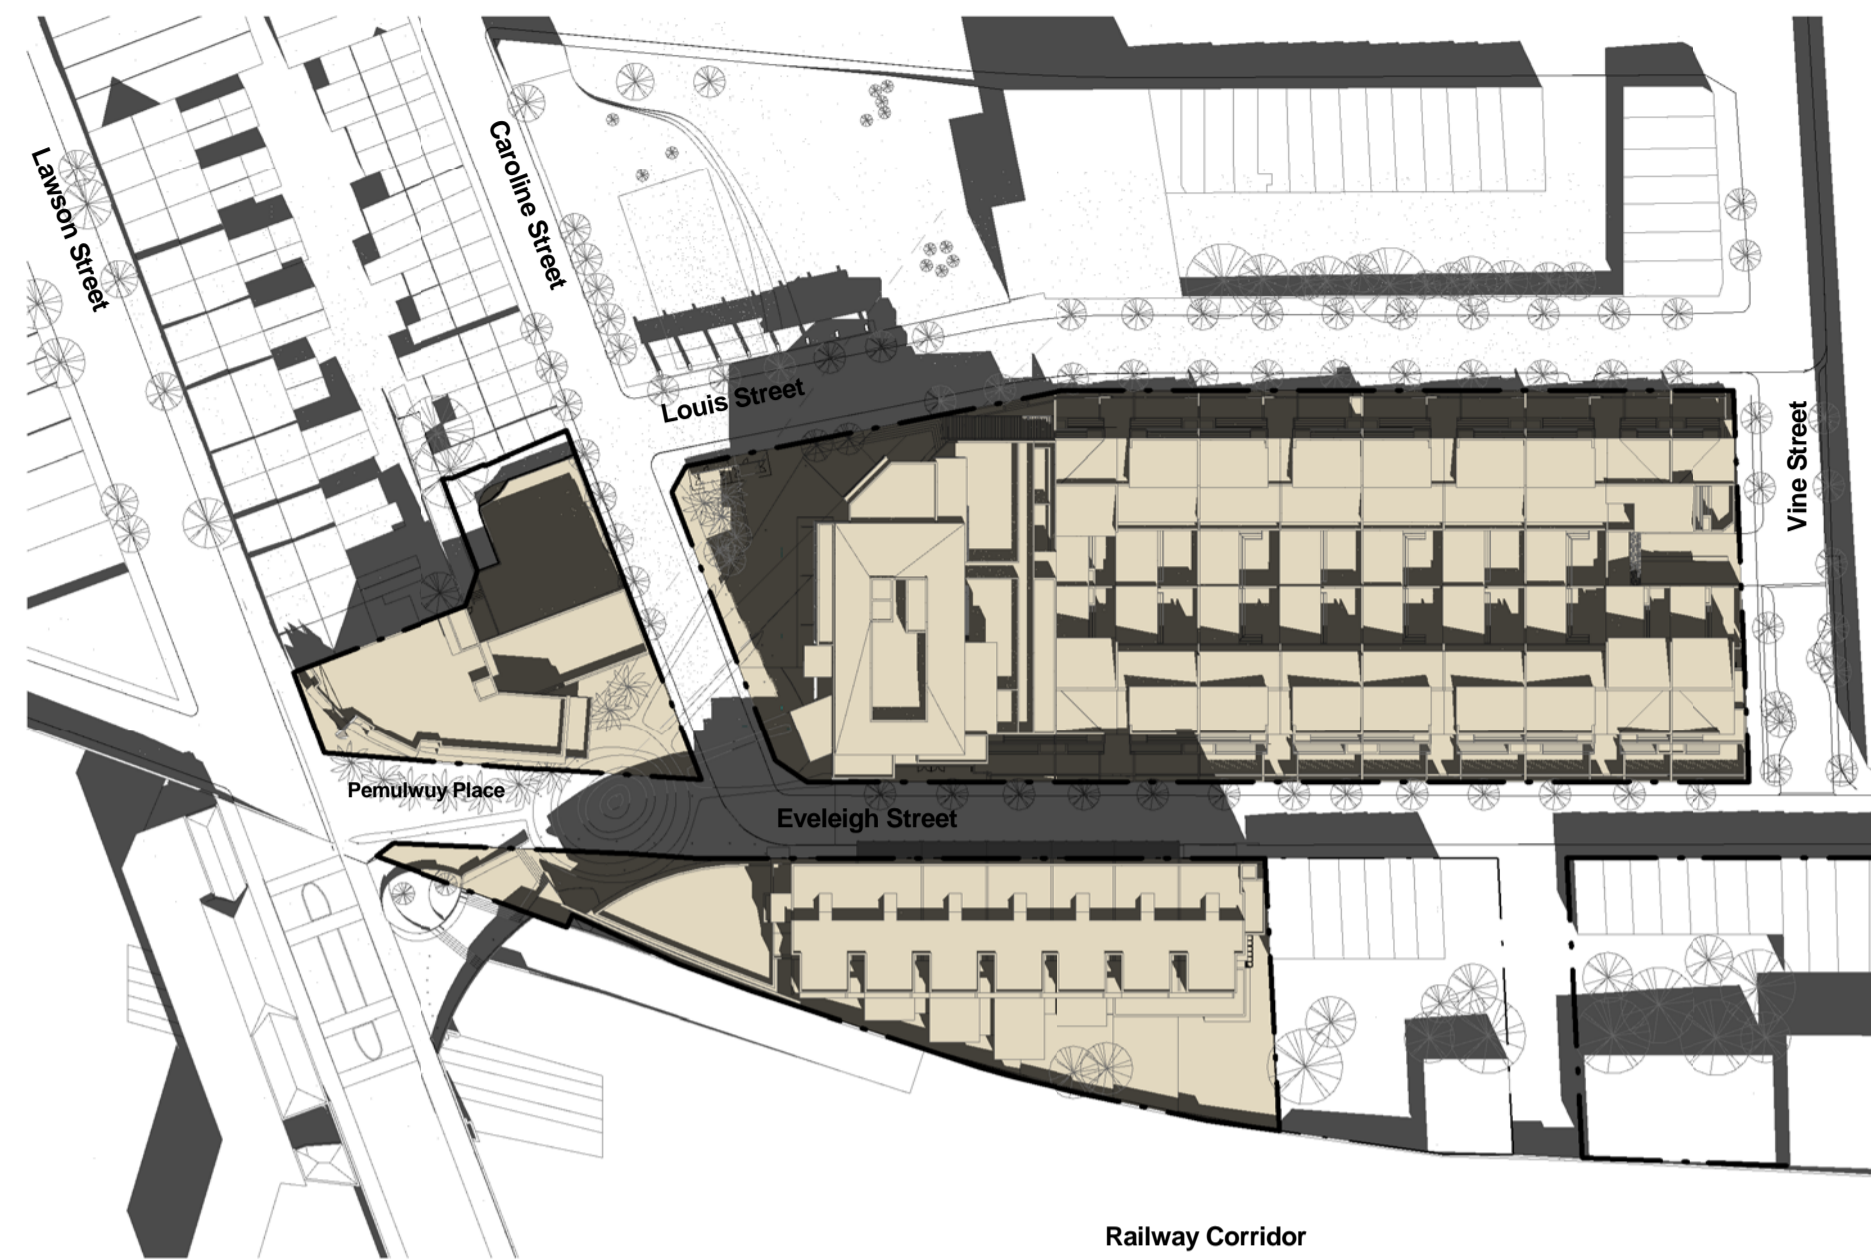 Lawson Street
Caroline Street
Louis Street
Vine Street
Pemulwuy Place
Eveleigh Street
Railway Corridor